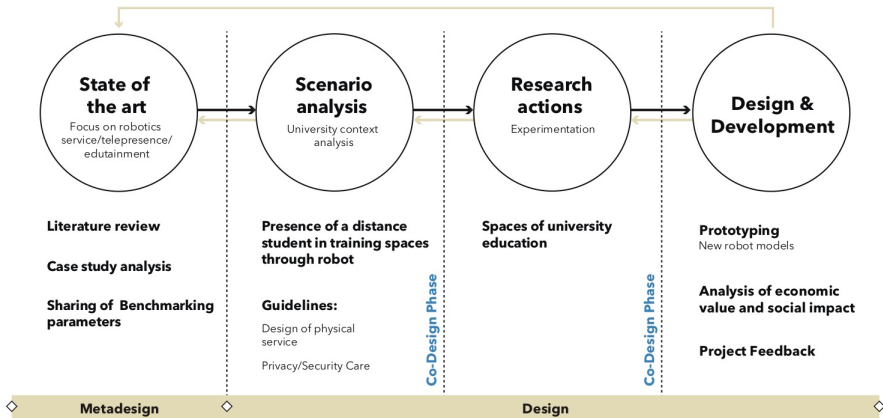 State of
the art
Focus on robotics
service/telepresence/
edutainment
Scenario
analysis
University context
analysis
Research
actions
Experimentation
Design &
Development
Literature review
Case study analysis
Sharing of Benchmarking
parameters
Presence of a distance
student in training spaces
through robot
Guidelines:
Design of physical
service
Privacy/Security Care
Co-Design Phase
Spaces of university
education
Co-Design Phase
Prototyping
New robot models
Analysis of economic
value and social impact
Project Feedback
Metadesign
Design